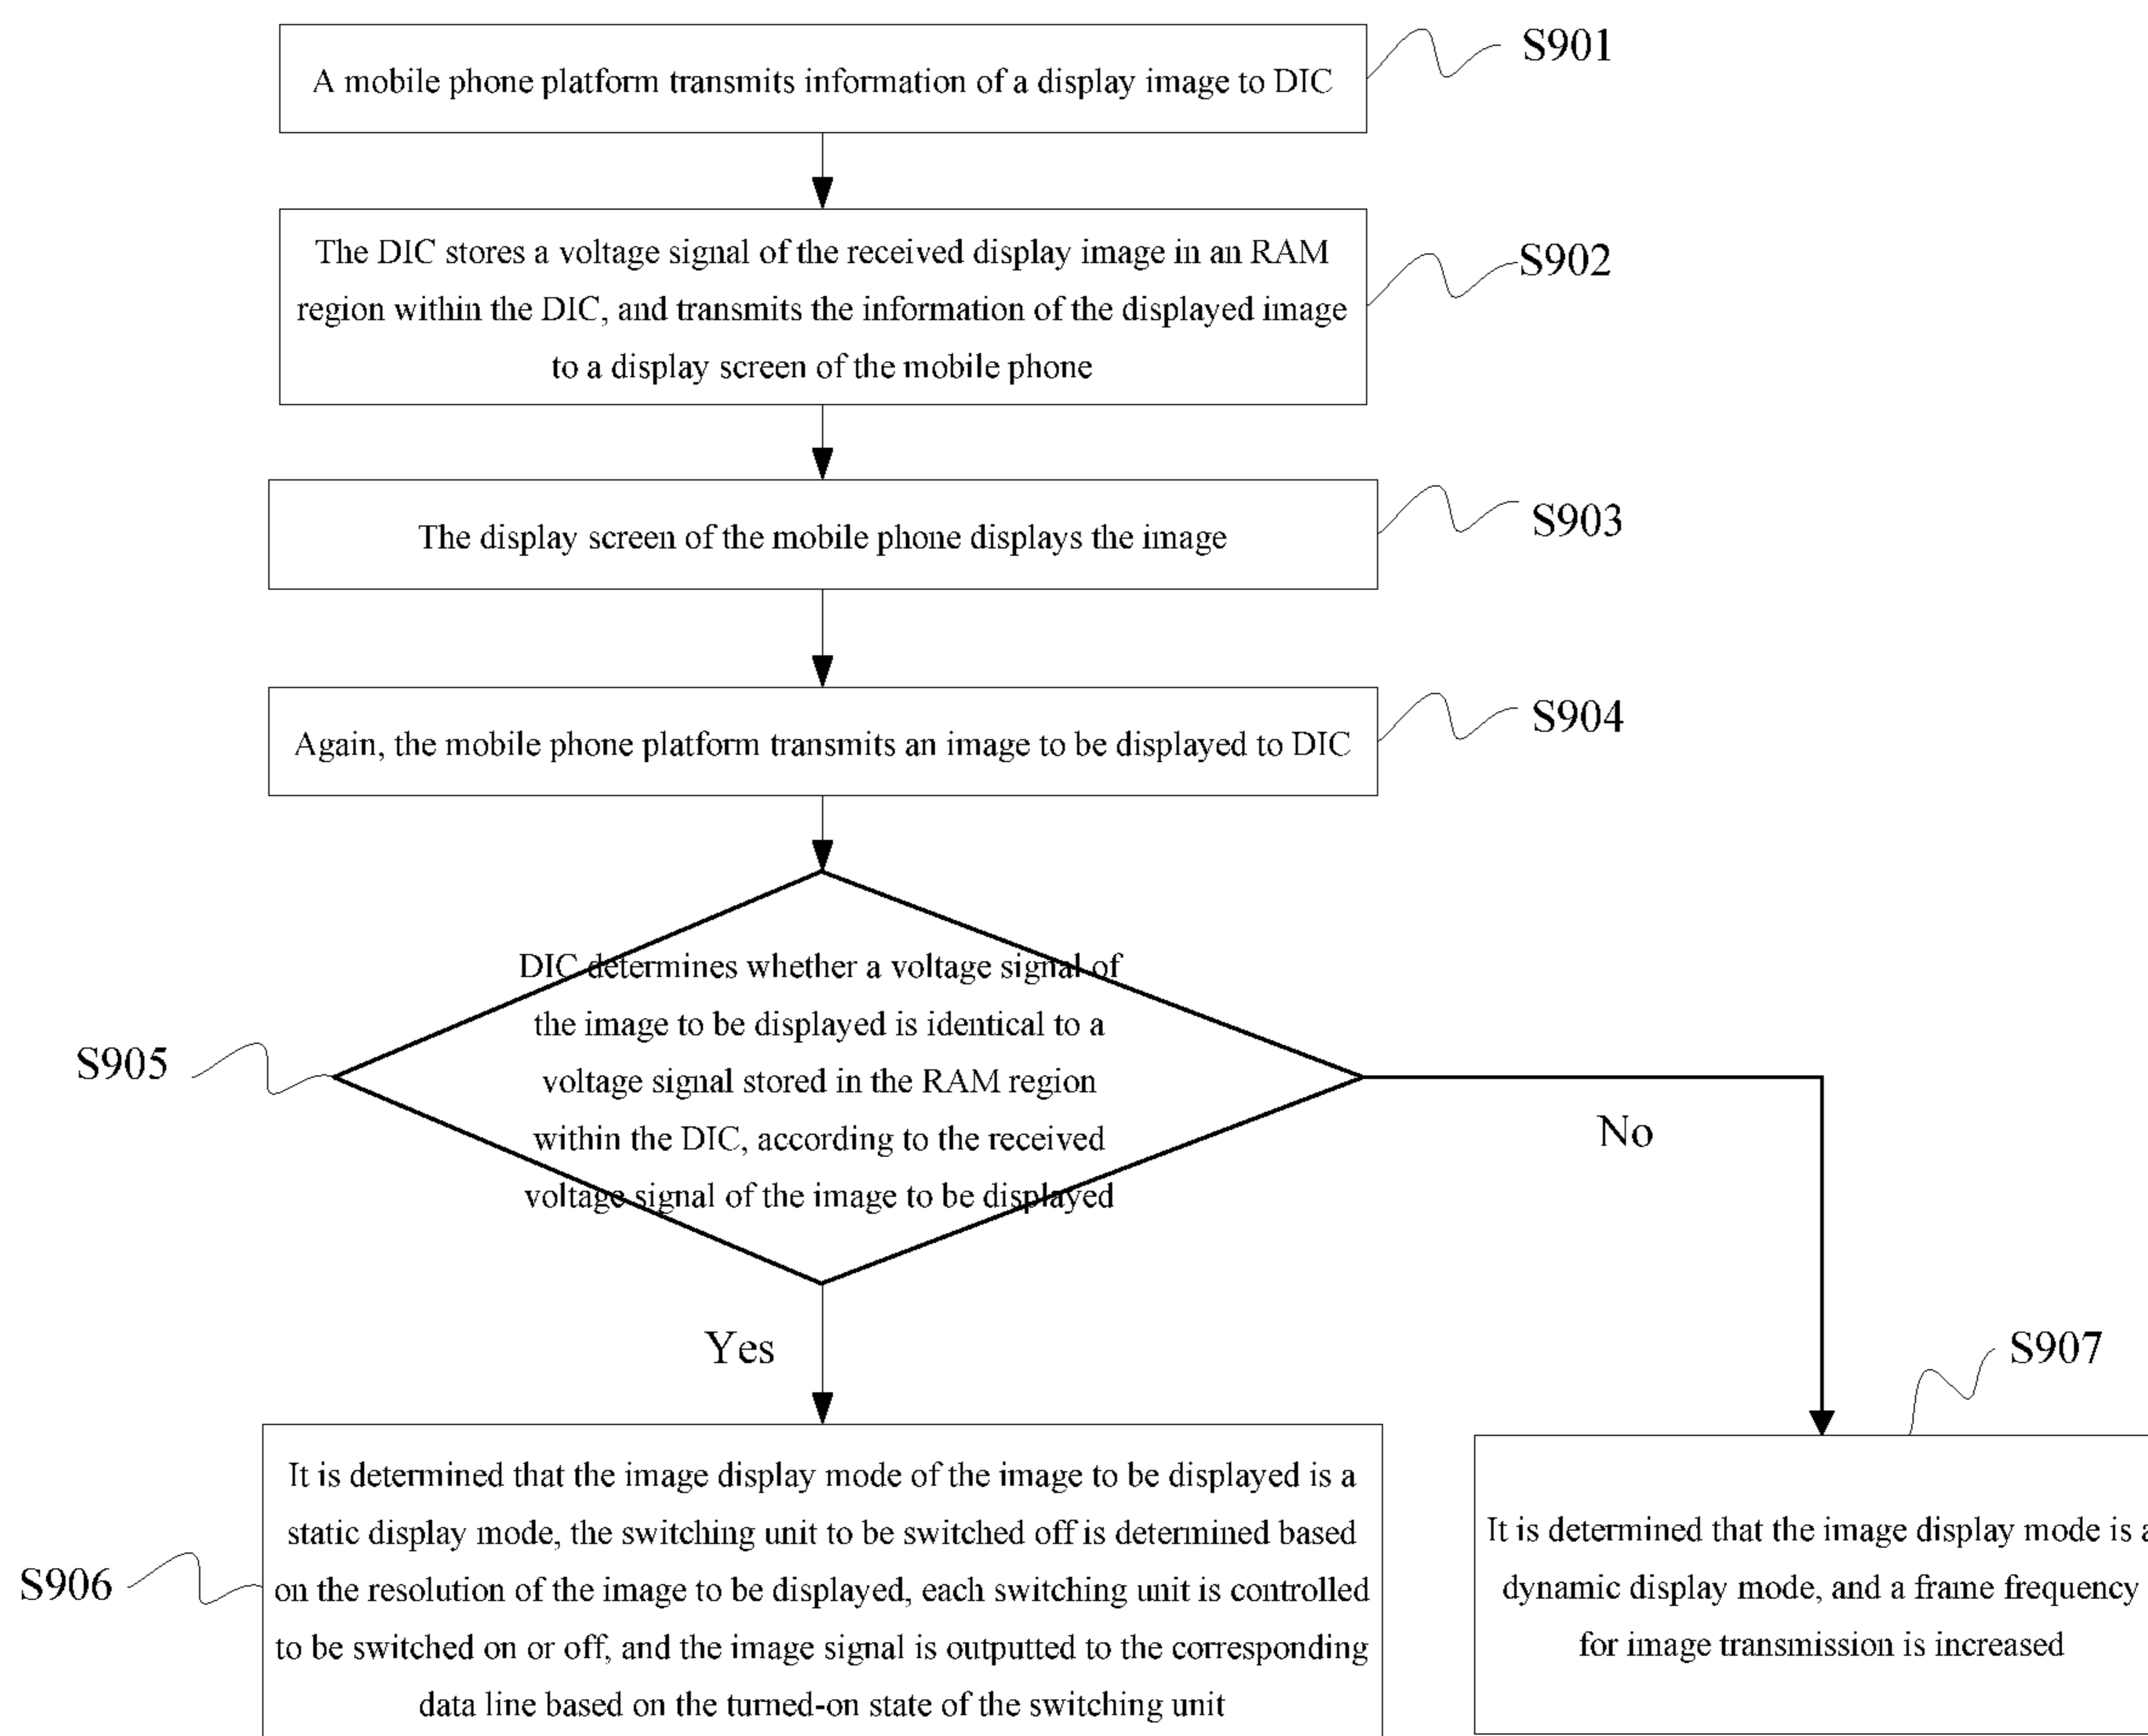 A mobile phone platform transmits information of a display image to DIC
S901
The DIC stores a voltage signal of the received display image in an RAM
region within the DIC, and transmits the information of the displayed image
to a display screen of the mobile phone
S902
The display screen of the mobile phone displays the image
S903
Again, the mobile phone platform transmits an image to be displayed to DIC
S904
DIC determines whether a voltage signal of
the image to be displayed is identical to a
voltage signal stored in the RAM region
within the DIC, according to the received
voltage signal of the image to be displayed
S905
No
Yes
S907
It is determined that the image display mode of the image to be displayed is a
static display mode, the switching unit to be switched off is determined based
on the resolution of the image to be displayed, each switching unit is controlled
to be switched on or off, and the image signal is outputted to the corresponding
data line based on the turned-on state of the switching unit
S906
It is determined that the image display mode is a
dynamic display mode, and a frame frequency
for image transmission is increased